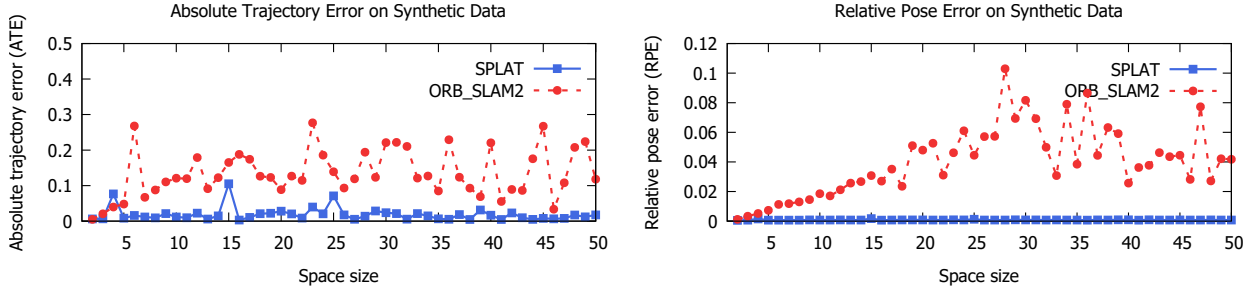 Absolute Trajectory Error on Synthetic Data
Absolute trajectory error (ATE)
0.5
0.4
0.3
0.2
0.1
0
SPLAT
ORB_SLAM2
5 10 15 20 25 30 35 40 45 50
Space size
Relative Pose Error on Synthetic Data
Relative pose error (RPE)
0.12
0.1
0.08
0.06
0.04
0.02
0
SPLAT
ORB_SLAM2
5 10 15 20 25 30 35 40 45 50
Space size